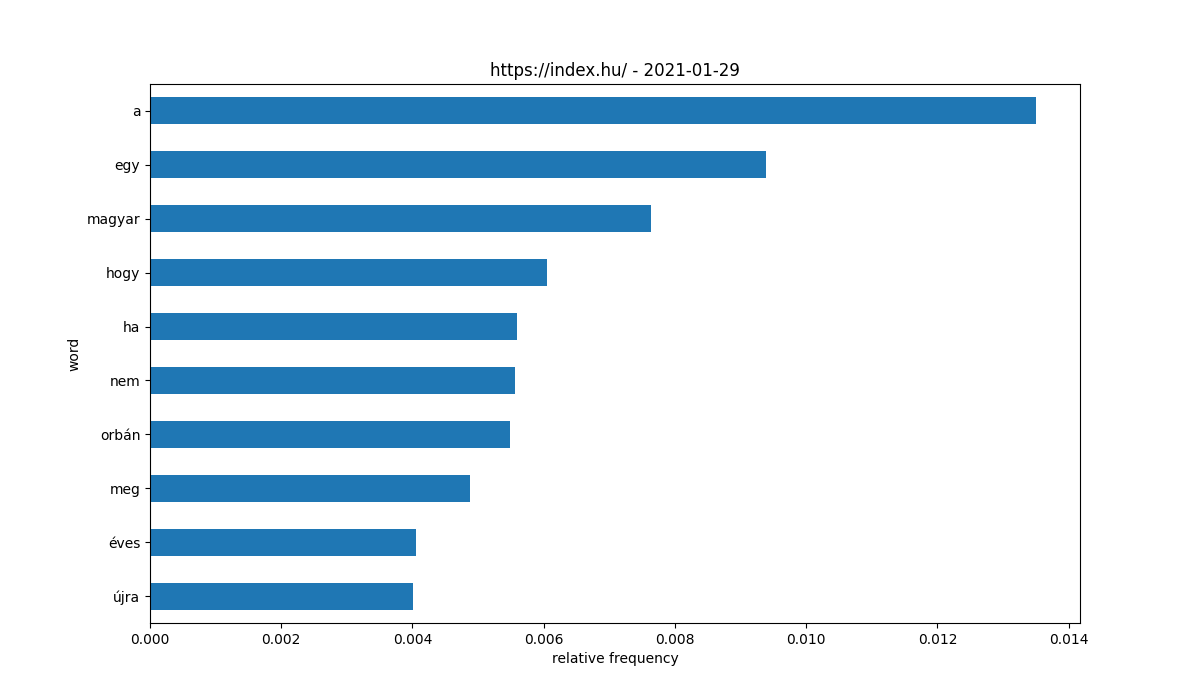 https://index.hu/ - 2021-01-29
a
egy
magyar
hogy
ha
nem
orbán
meg
éves
újra
word
0.000 0.002 0.004 0.006 0.008 0.010 0.012 0.014
relative frequency